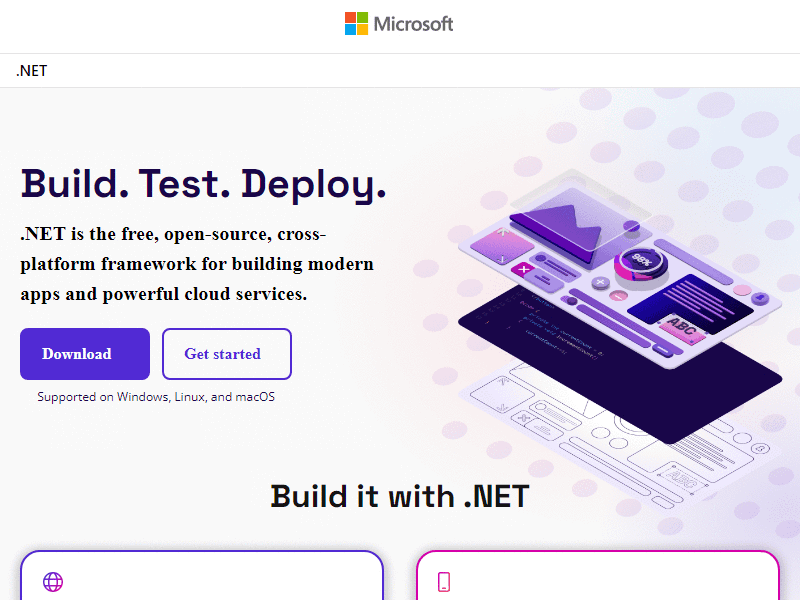 Microsoft
.NET
Build. Test. Deploy.
.NET is the free, open-source, cross-
platform framework for building modern
apps and powerful cloud services.
Download
Get started
Supported on Windows, Linux, and macOS
98%
ABC
ABC
Build it with .NET